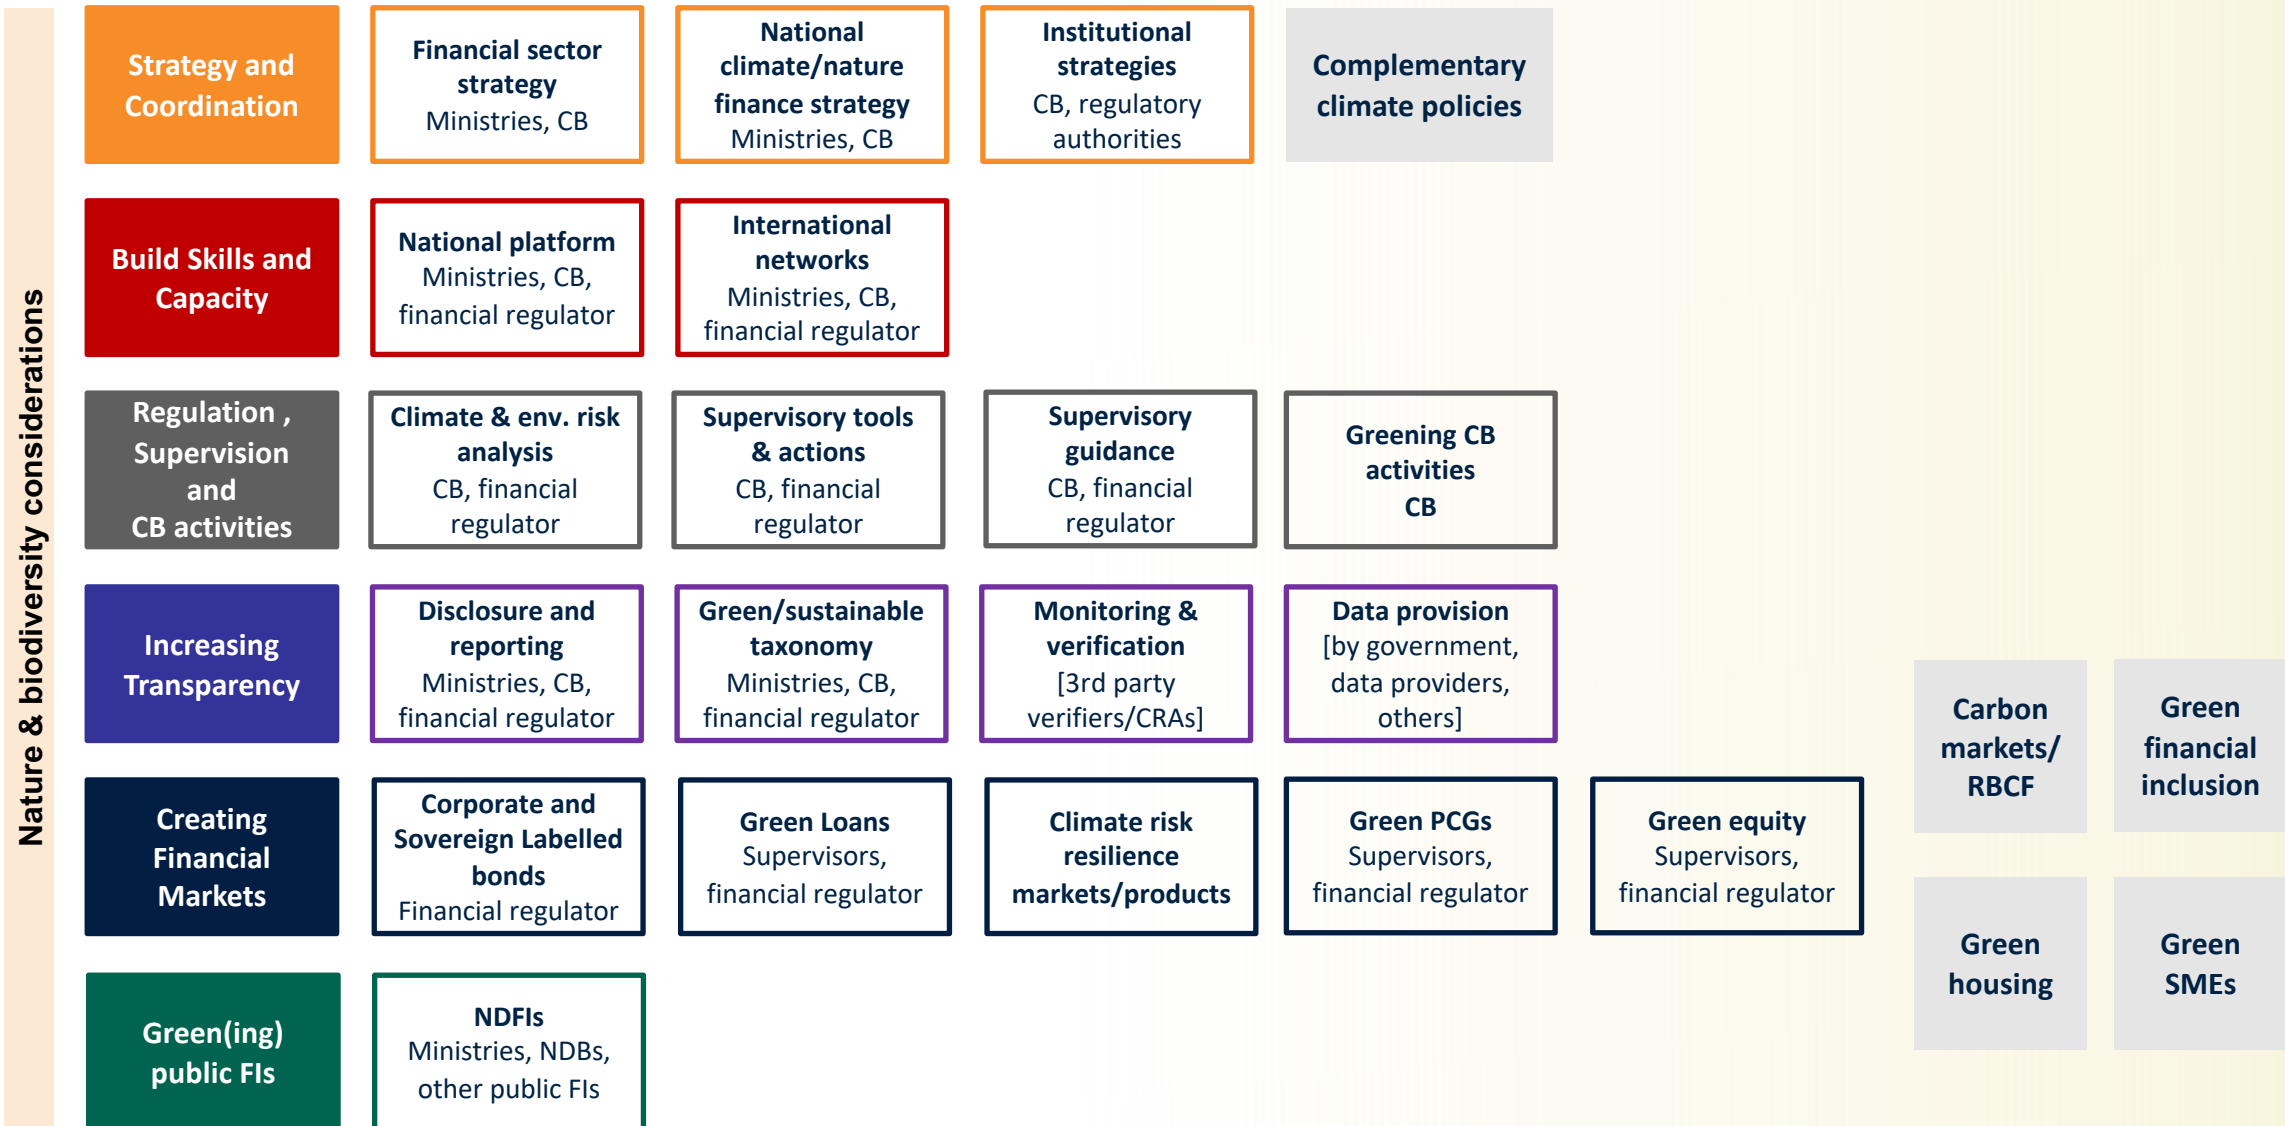 Nature & biodiversity considerations
Strategy and
Coordination
Financial sector
strategy
Ministries, CB
National
climate/nature
finance strategy
Ministries, CB
Institutional
strategies
CB, regulatory
authorities
Complementary
climate policies
Build Skills and
Capacity
National platform
Ministries, CB,
financial regulator
International
networks
Ministries, CB,
financial regulator
Regulation ,
Supervision
and
CB activities
Climate & env. risk
analysis
CB, financial
regulator
Supervisory tools
& actions
CB, financial
regulator
Supervisory
guidance
CB, financial
regulator
Greening CB
activities
CB
Increasing
Transparency
Disclosure and
reporting
Ministries, CB,
financial regulator
Green/sustainable
taxonomy
Ministries, CB,
financial regulator
Monitoring &
verification
[3rd party
verifiers/CRAs]
Data provision
[by government,
data providers,
others]
Creating
Financial
Markets
Corporate and
Sovereign Labelled
bonds
Financial regulator
Green Loans
Supervisors,
financial regulator
Climate risk
resilience
markets/products
Green PCGs
Supervisors,
financial regulator
Green equity
Supervisors,
financial regulator
Carbon
markets/
RBCF
Green
financial
inclusion
Green
housing
Green
SMEs
Green(ing)
public FIs
NDFIs
Ministries, NDBs,
other public FIs